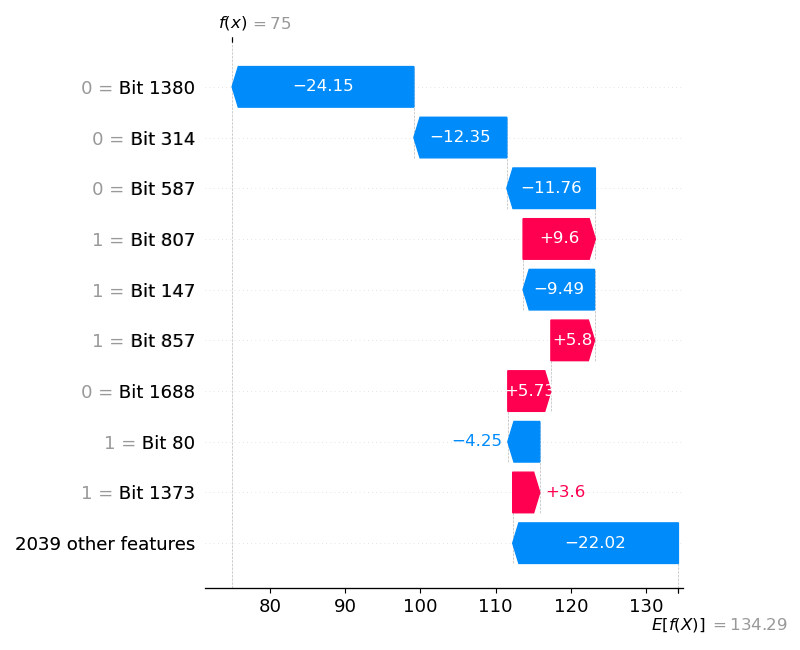 f(x) = 75
0 = Bit 1380
−24.15
0 = Bit 314
−12.35
0 = Bit 587
−11.76
1 = Bit 807
+9.6
1 = Bit 147
−9.49
1 = Bit 857
+5.8
0 = Bit 1688
+5.73
1 = Bit 80
−4.25
1 = Bit 1373
+3.6
2039 other features
−22.02
80 90 100 110 120 130
E[f(X)] = 134.29